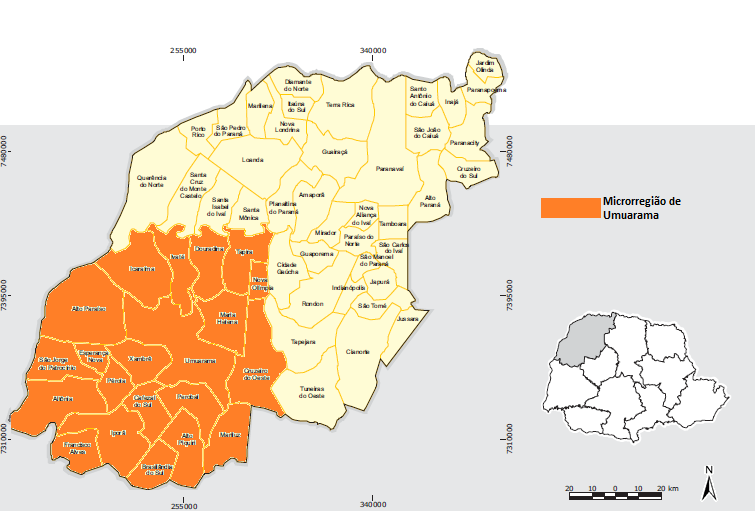 255000
340000
Jardim
Olinda
Paranapoema
Diamante
do Norte
Santo
Antônio
do Caiuá
Inajá
Marilena
Itaúna
do Sul
Terra Rica
Porto
Rico
São Pedro
do Paraná
Nova
Londrina
São João
do Caiuá
Paranacity
7480000
7480000
Loanda
Guairaçá
Paranavaí
Cruzeiro
do Sul
Querência
do Norte
Santa
Cruz
do Monte
Castelo
Santa
Isabel
do Ivaí
Santa
Mônica
Planaltina
do Paraná
Amaporã
Nova
Aliança
do Ivaí
Alto
Paraná
Tamboara
Microrregião de
Umuarama
Mirador
Paraíso do
Norte
São Carlos
do Ivaí
Douradina
Ivaté
Tapira
Guaporema
São Manoel
do Paraná
Icaraíma
Cidade
Gaúcha
Nova
Olímpia
Indianópolis
Japurá
7395000
7395000
Alto Paraíso
Rondon
São Tomé
Maria
Helena
Jussara
Tapejara
Cianorte
São Jorge
do Patrocínio
Esperança
Nova
Xambrê
Umuarama
Cruzeiro
do Oeste
Pérola
Altônia
Cafezal
do Sul
Perobal
Tuneiras
do Oeste
Iporã
Alto
Piquiri
Mariluz
Francisco
Alves
Brasilândia
do Sul
7310000
7310000
255000
340000
20 10 0 10 20 km
N